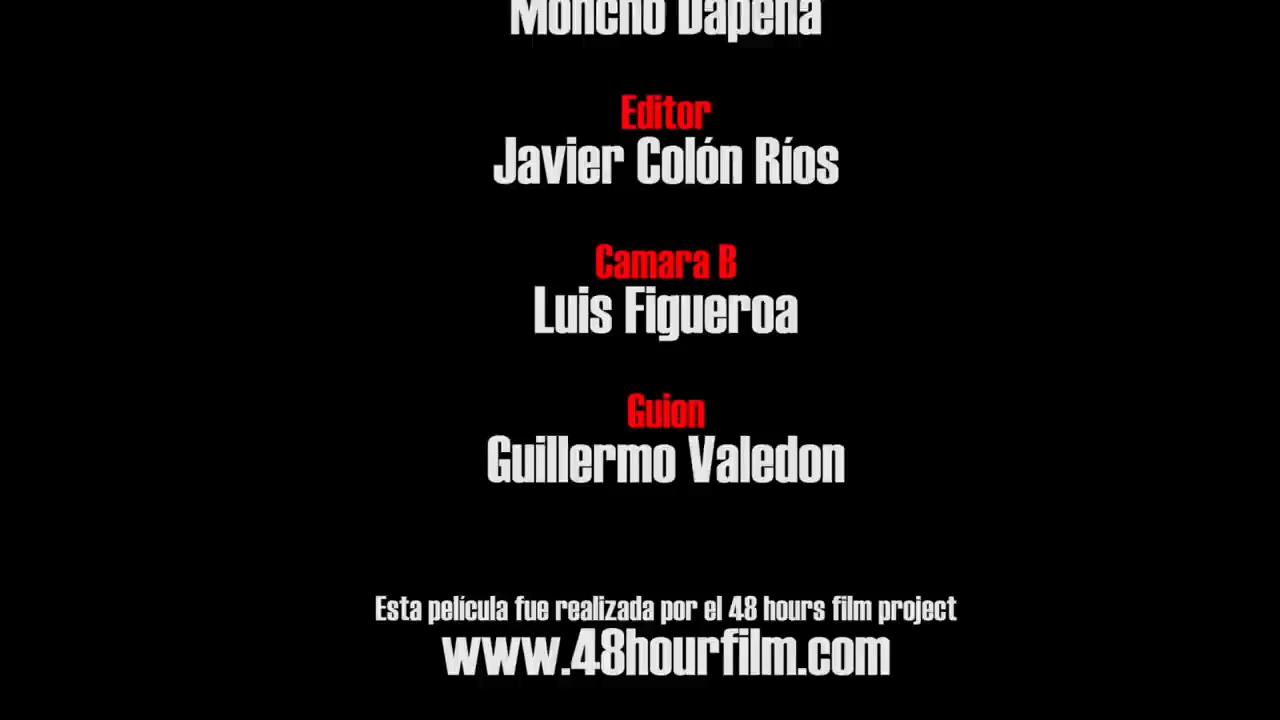 Moncho Dapena
Editor
Javier Colón Ríos
Camara B
Luis Figueroa
Guion
Guillermo Valedon
Esta película fue realizada por el 48 hours film project
www.48hourfilm.com